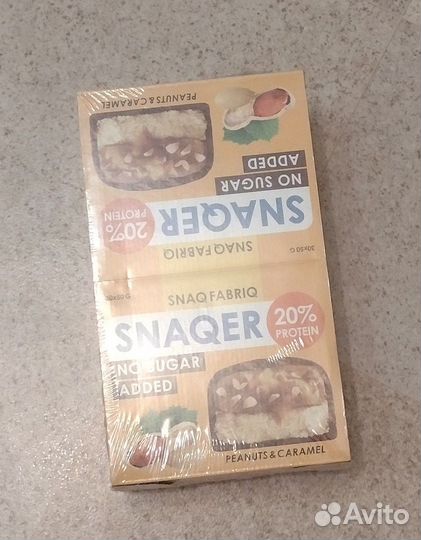 PEANUTS & CARAMEL
NO SUGAR
ADDED
SNAQER
20%
PROTEIN
SNAQ FABRIQ
30x50 G
30x50 G
SNAQ FABRIQ
SNAQER
20%
PROTEIN
NO SUGAR
ADDED
PEANUTS & CARAMEL
Avito